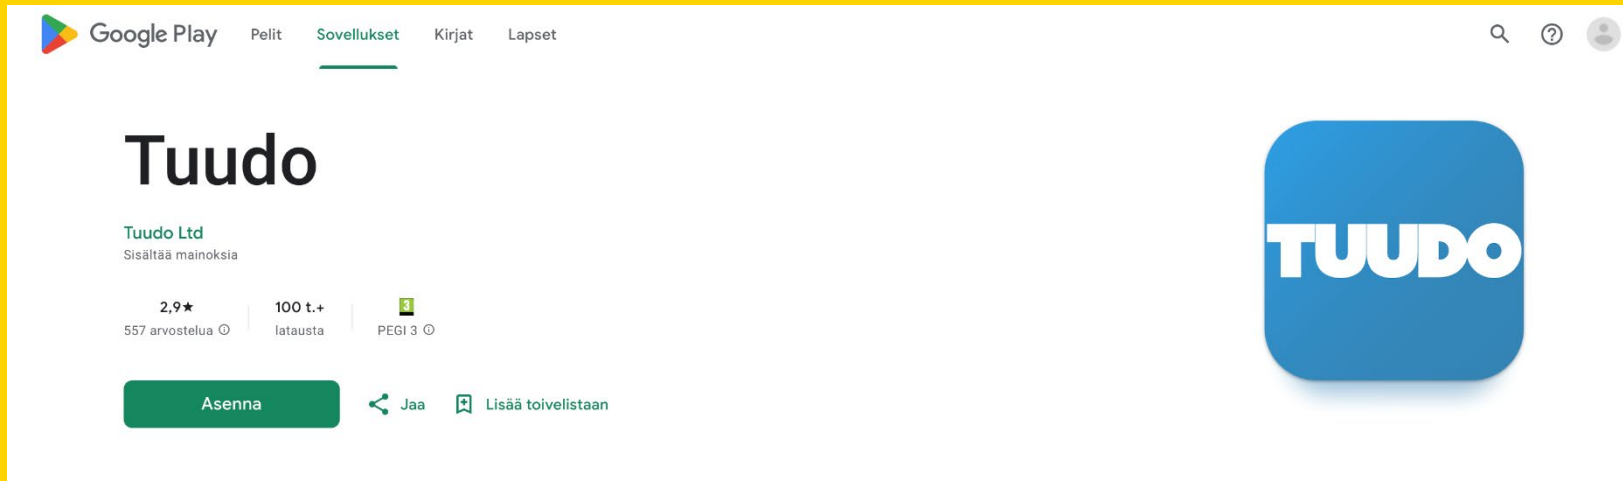 Google Play Pelit Sovellukset Kirjat Lapset
Tuudo
Tuudo Ltd
Sisältää mainoksia
2,9★ 100 t.+ 3
557 arvostelua latausta PEGI 3
Asenna Jaa Lisää toivelistaan
TUUDO